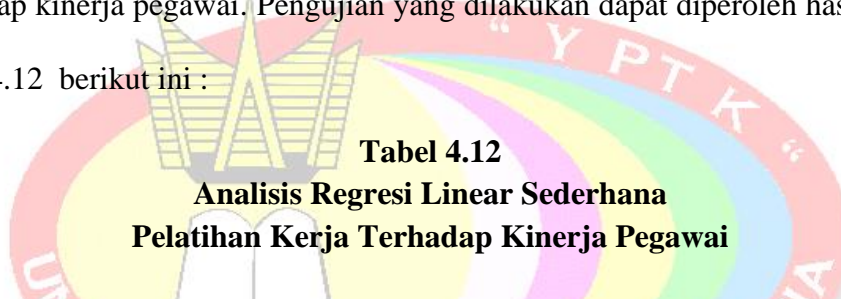 ap kinerja pegawai. Pengujian yang dilakukan dapat diperoleh has
4.12 berikut ini :
" Y P T K "
Tabel 4.12
Analisis Regresi Linear Sederhana
Pelatihan Kerja Terhadap Kinerja Pegawai